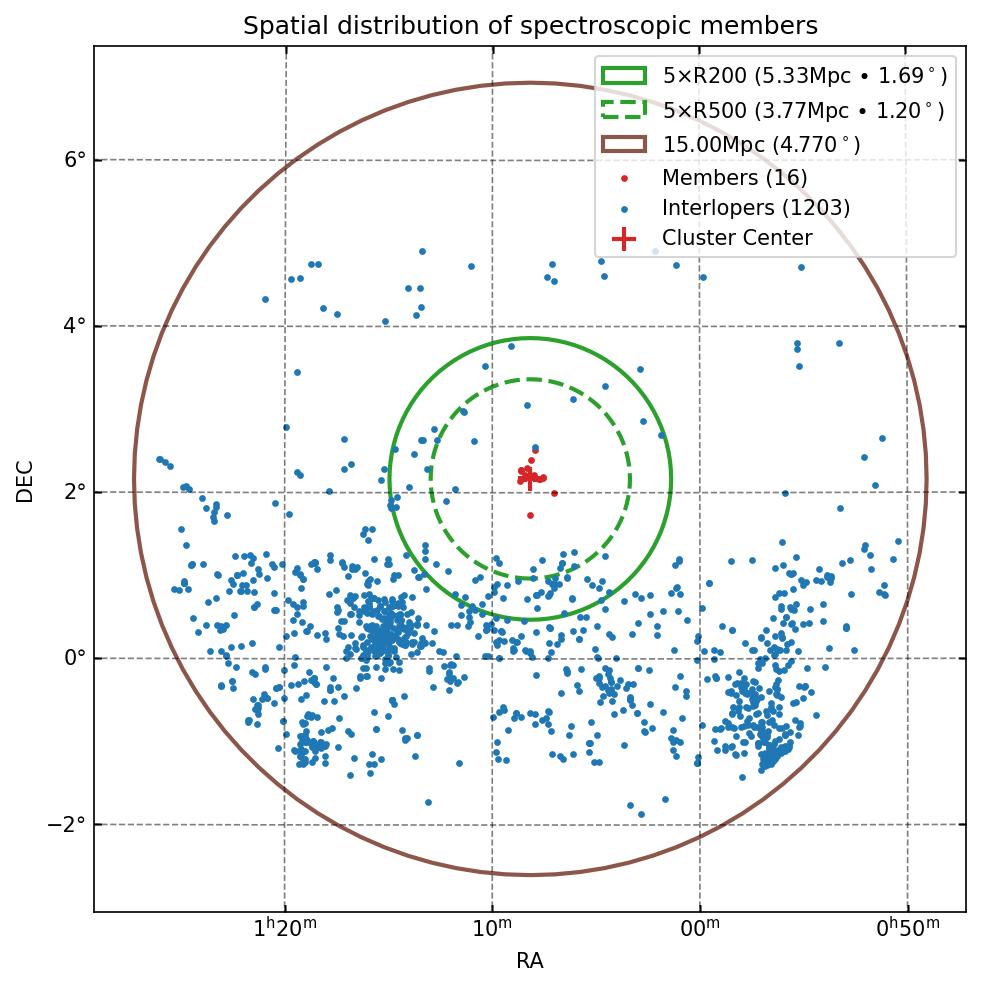 Spatial distribution of spectroscopic members
5×R200 (5.33Mpc • 1.69°)
5×R500 (3.77Mpc • 1.20°)
15.00Mpc (4.770°)
Members (16)
Interlopers (1203)
Cluster Center
6°
4°
2°
0°
−2°
DEC
1ʰ20ᵐ 10ᵐ 00ᵐ 0ʰ50ᵐ
RA